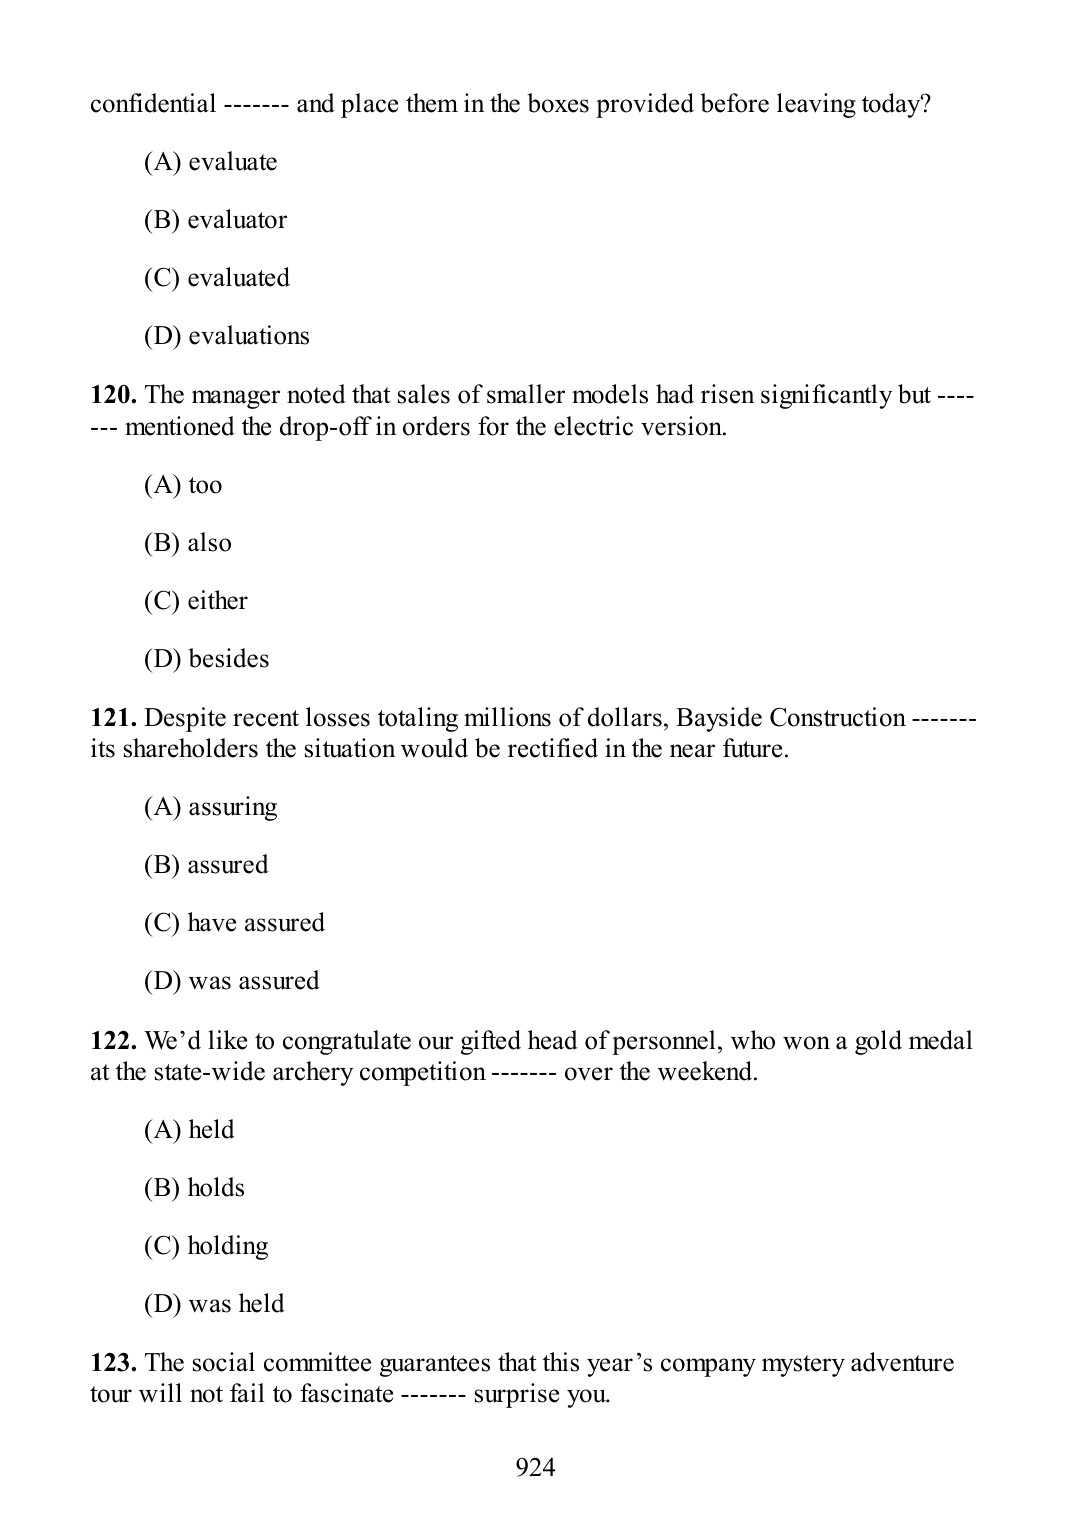 confidential ------- and place them in the boxes provided before leaving today?
(A) evaluate
(B) evaluator
(C) evaluated
(D) evaluations
120. The manager noted that sales of smaller models had risen significantly but ----
--- mentioned the drop-off in orders for the electric version.
(A) too
(B) also
(C) either
(D) besides
121. Despite recent losses totaling millions of dollars, Bayside Construction -------
its shareholders the situation would be rectified in the near future.
(A) assuring
(B) assured
(C) have assured
(D) was assured
122. We’d like to congratulate our gifted head of personnel, who won a gold medal
at the state-wide archery competition ------- over the weekend.
(A) held
(B) holds
(C) holding
(D) was held
123. The social committee guarantees that this year’s company mystery adventure
tour will not fail to fascinate ------- surprise you.
924